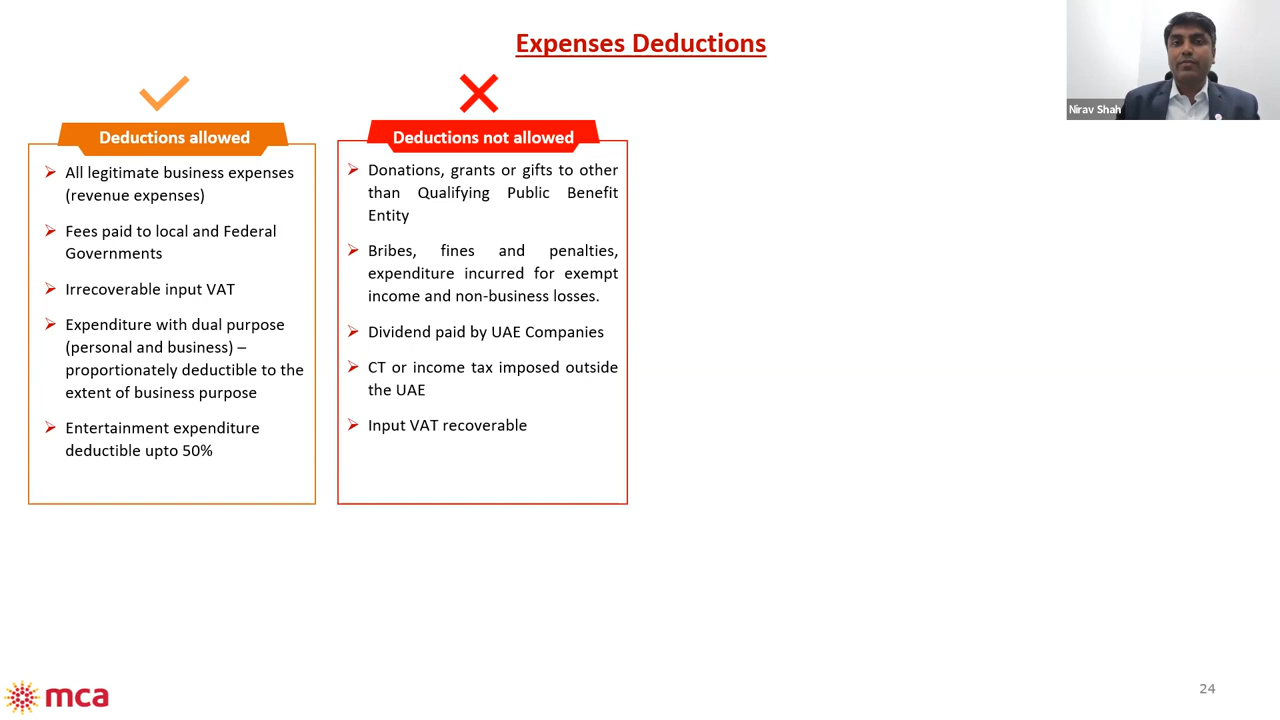 Expenses Deductions
Nirav Shah
Deductions allowed
All legitimate business expenses
(revenue expenses)
Fees paid to local and Federal
Governments
Irrecoverable input VAT
Expenditure with dual purpose
(personal and business) –
proportionately deductible to the
extent of business purpose
Entertainment expenditure
deductible upto 50%
Deductions not allowed
Donations, grants or gifts to other
than Qualifying Public Benefit
Entity
Bribes, fines and penalties,
expenditure incurred for exempt
income and non-business losses.
Dividend paid by UAE Companies
CT or income tax imposed outside
the UAE
Input VAT recoverable
mca
24